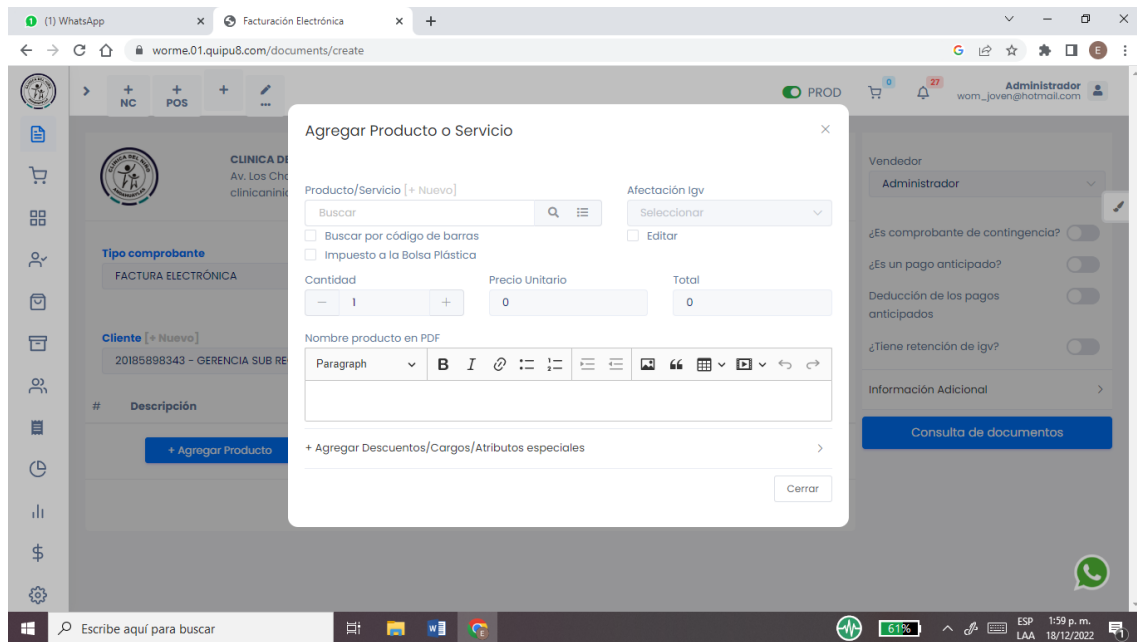 (1) WhatsApp
Facturación Electrónica
worme.01.quipu8.com/documents/create
E
NC
POS
PROD
0
27
Administrador
wom_joven@hotmail.com
CLINICA DE
Av. Los Cho
clinicaninic
Tipo comprobante
FACTURA ELECTRÓNICA
Cliente [+ Nuevo]
20185898343 - GERENCIA SUB RE
# Descripción
+ Agregar Producto
Agregar Producto o Servicio
Producto/Servicio [+ Nuevo]
Afectación Igv
Buscar
Seleccionar
Buscar por código de barras
Editar
Impuesto a la Bolsa Plástica
Cantidad
Precio Unitario
Total
1
0
0
Nombre producto en PDF
Paragraph
+ Agregar Descuentos/Cargos/Atributos especiales
Cerrar
Vendedor
Administrador
¿Es comprobante de contingencia?
¿Es un pago anticipado?
Deducción de los pagos
anticipados
¿Tiene retención de igv?
Información Adicional
Consulta de documentos
Escribe aquí para buscar
61%
ESP
LAA
1:59 p. m.
18/12/2022